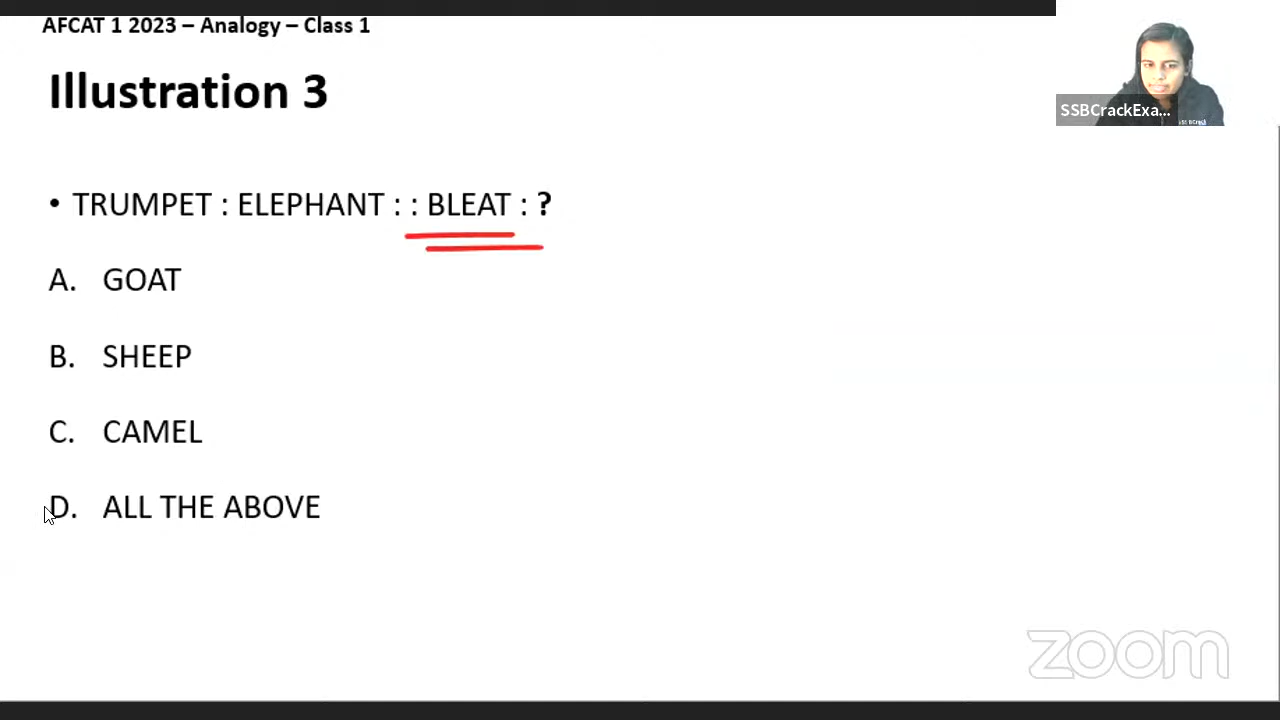 AFCAT 1 2023 – Analogy – Class 1
Illustration 3
SSBCrackExa...
• TRUMPET : ELEPHANT : : BLEAT : ?
A. GOAT
B. SHEEP
C. CAMEL
D. ALL THE ABOVE
zoom